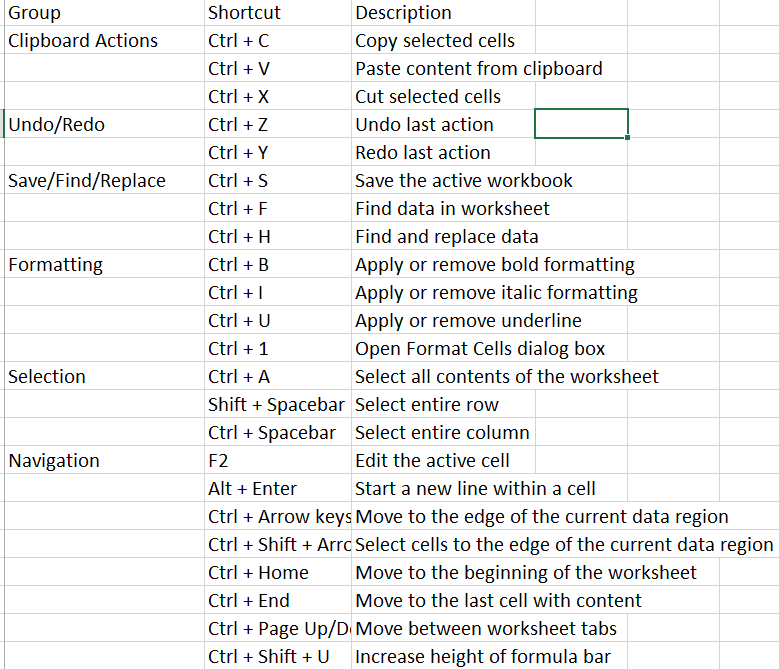 Group Shortcut Description
Clipboard Actions Ctrl + C Copy selected cells
Ctrl + V Paste content from clipboard
Ctrl + X Cut selected cells
Undo/Redo Ctrl + Z Undo last action
Ctrl + Y Redo last action
Save/Find/Replace Ctrl + S Save the active workbook
Ctrl + F Find data in worksheet
Ctrl + H Find and replace data
Formatting Ctrl + B Apply or remove bold formatting
Ctrl + I Apply or remove italic formatting
Ctrl + U Apply or remove underline
Ctrl + 1 Open Format Cells dialog box
Selection Ctrl + A Select all contents of the worksheet
Shift + Spacebar Select entire row
Ctrl + Spacebar Select entire column
Navigation F2 Edit the active cell
Alt + Enter Start a new line within a cell
Ctrl + Arrow keys Move to the edge of the current data region
Ctrl + Shift + Arro Select cells to the edge of the current data region
Ctrl + Home Move to the beginning of the worksheet
Ctrl + End Move to the last cell with content
Ctrl + Page Up/D Move between worksheet tabs
Ctrl + Shift + U Increase height of formula bar